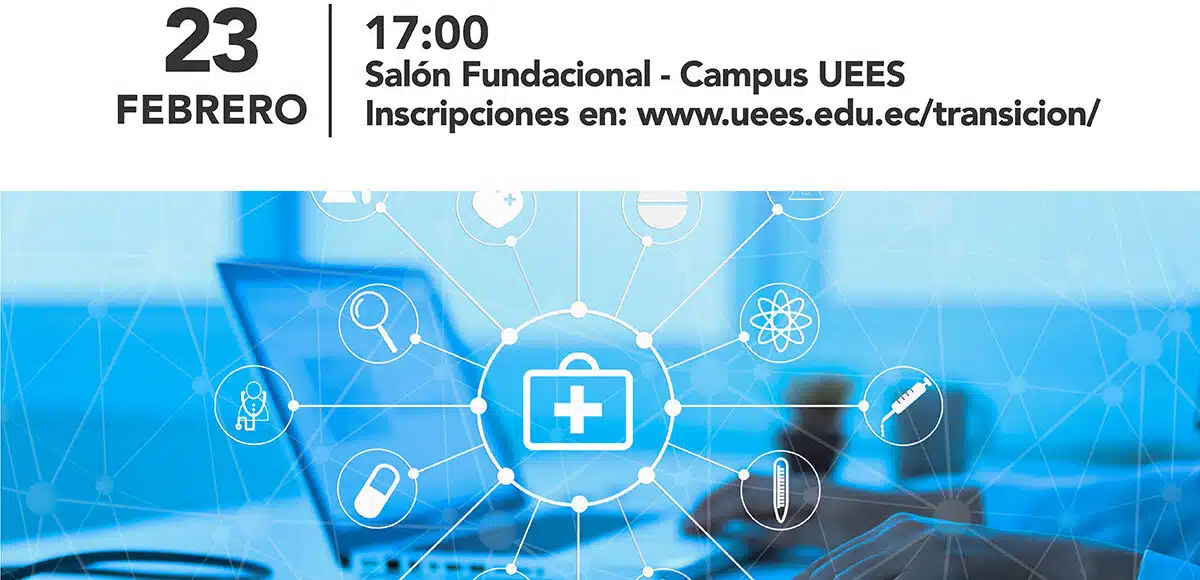 23
FEBRERO
17:00
Salón Fundacional - Campus UEES
Inscripciones en: www.uees.edu.ec/transicion/